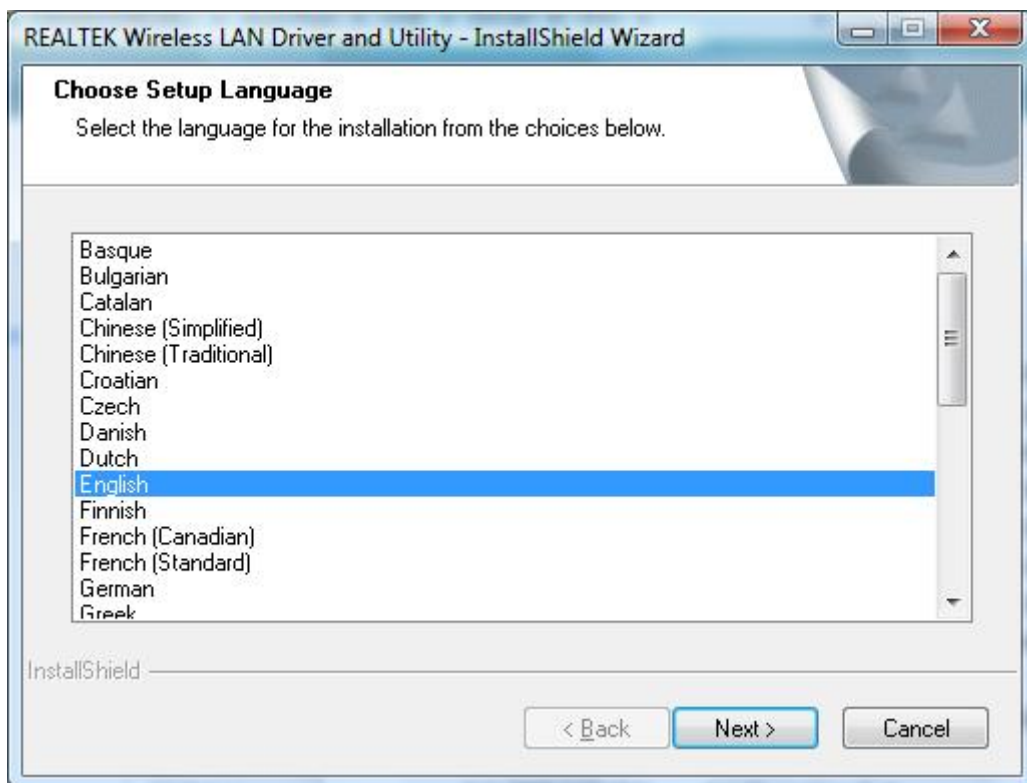 REALTEK Wireless LAN Driver and Utility - InstallShield Wizard
Choose Setup Language
Select the language for the installation from the choices below.
Basque
Bulgarian
Catalan
Chinese (Simplified)
Chinese (Traditional)
Croatian
Czech
Danish
Dutch
English
Finnish
French (Canadian)
French (Standard)
German
Greek
InstallShield
< Back Next > Cancel